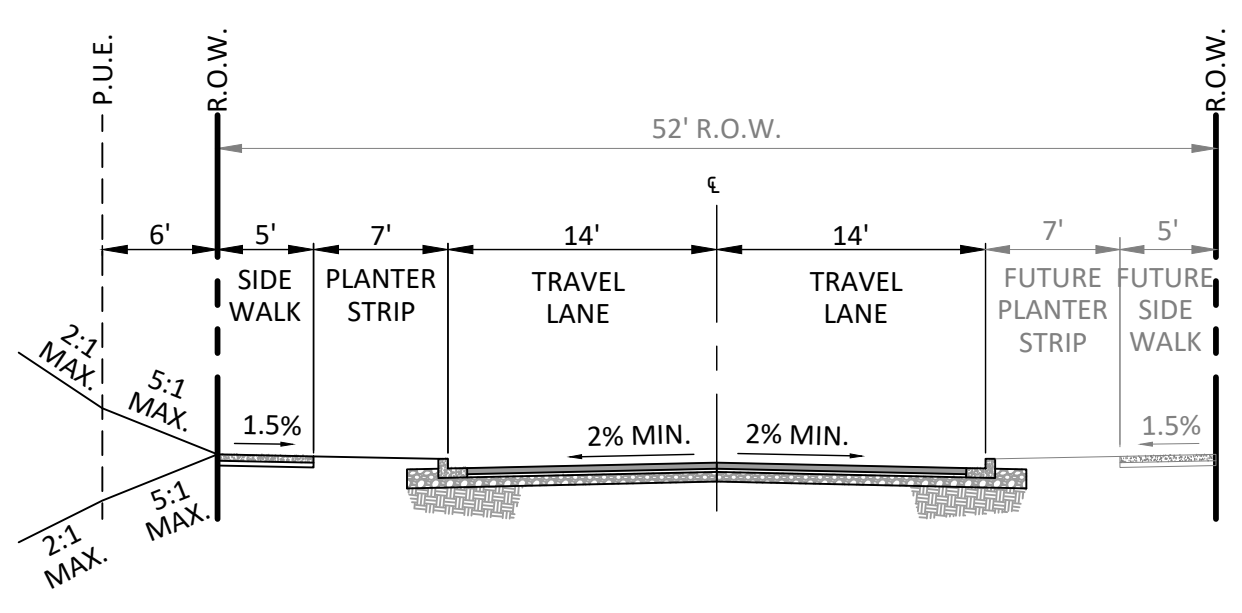 P.U.E.
R.O.W.
R.O.W.
52' R.O.W.
℄
6'
5'
7'
14'
14'
7'
5'
SIDE
WALK
PLANTER
STRIP
TRAVEL
LANE
TRAVEL
LANE
FUTURE
PLANTER
STRIP
FUTURE
SIDE
WALK
2:1
MAX.
5:1
MAX.
1.5%
2% MIN.
2% MIN.
1.5%
5:1
MAX.
2:1
MAX.